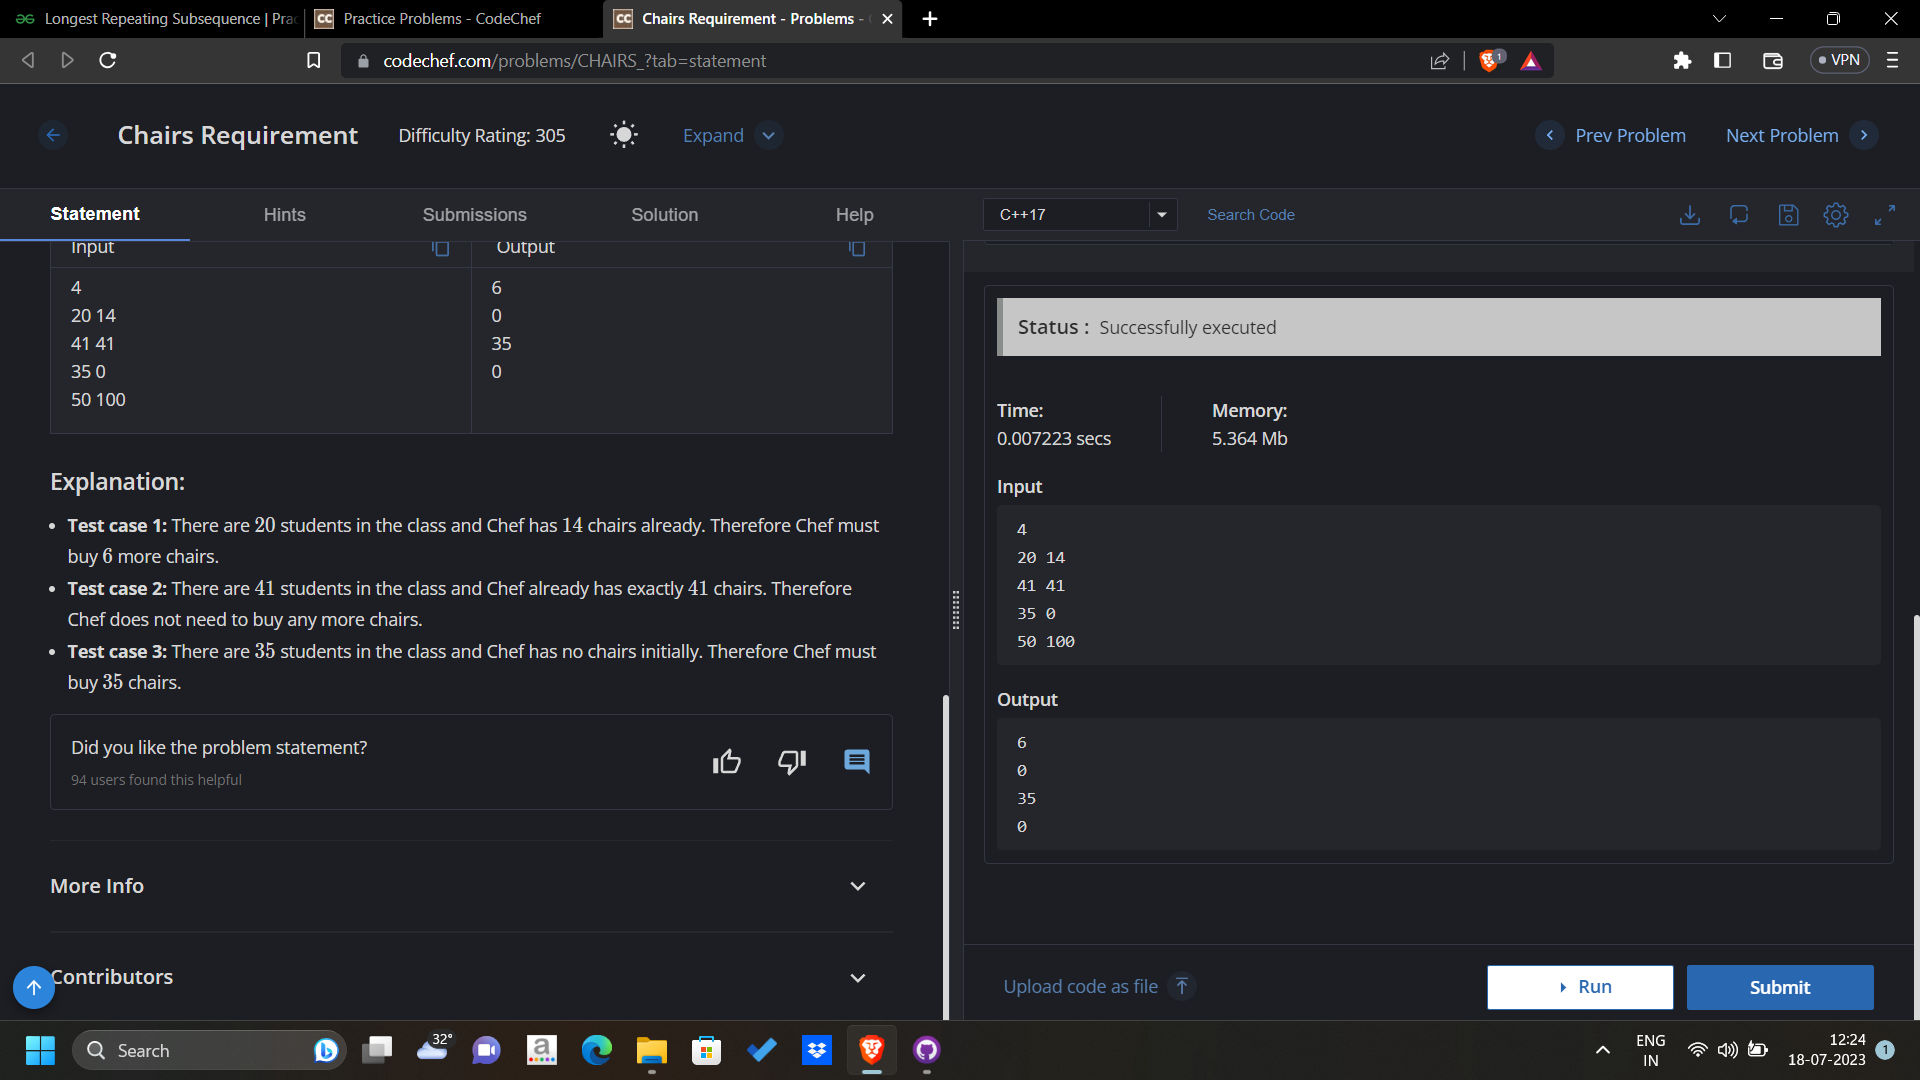 Longest Repeating Subsequence | Prac
Practice Problems - CodeChef
Chairs Requirement - Problems -
codechef.com/problems/CHAIRS_?tab=statement
1
VPN
Chairs Requirement
Difficulty Rating: 305
Expand
Prev Problem
Next Problem
Statement
Hints
Submissions
Solution
Help
C++17
Search Code
Input
Output
4
20 14
41 41
35 0
50 100
6
0
35
0
Explanation:
• Test case 1: There are 20 students in the class and Chef has 14 chairs already. Therefore Chef must
buy 6 more chairs.
• Test case 2: There are 41 students in the class and Chef already has exactly 41 chairs. Therefore
Chef does not need to buy any more chairs.
• Test case 3: There are 35 students in the class and Chef has no chairs initially. Therefore Chef must
buy 35 chairs.
Did you like the problem statement?
94 users found this helpful
More Info
Contributors
Status : Successfully executed
Time:
0.007223 secs
Memory:
5.364 Mb
Input
4
20 14
41 41
35 0
50 100
Output
6
0
35
0
Upload code as file
Run
Submit
Search
32°
a
ENG
IN
12:24
18-07-2023
1